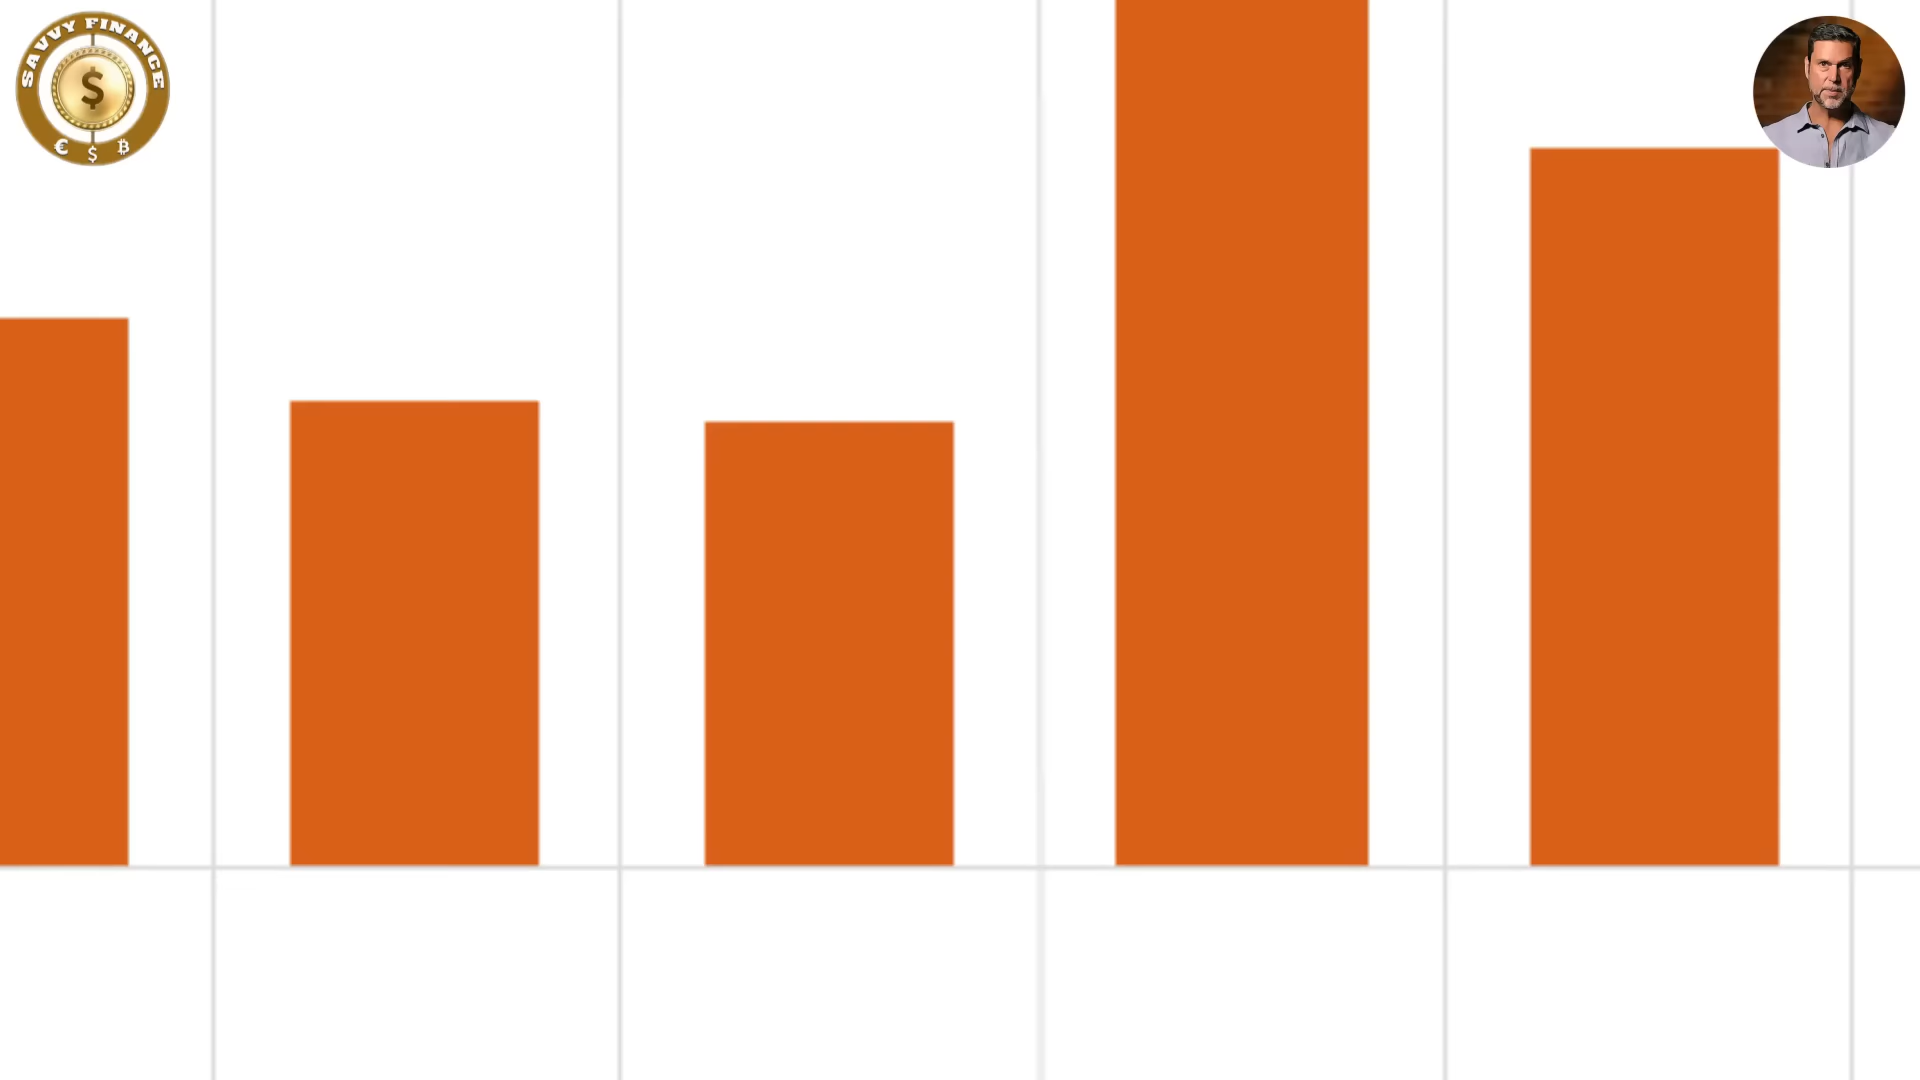 SAVVY FINANCE
$
€ $ ₿